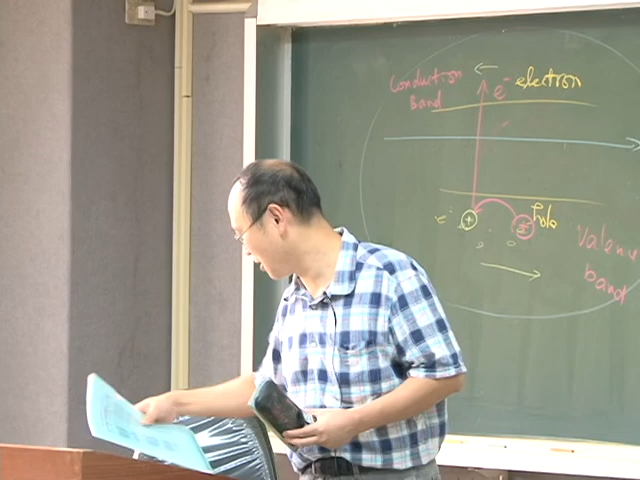 Conduction
Band
e⁻ electron
e⁻
+
hole
Valence
band